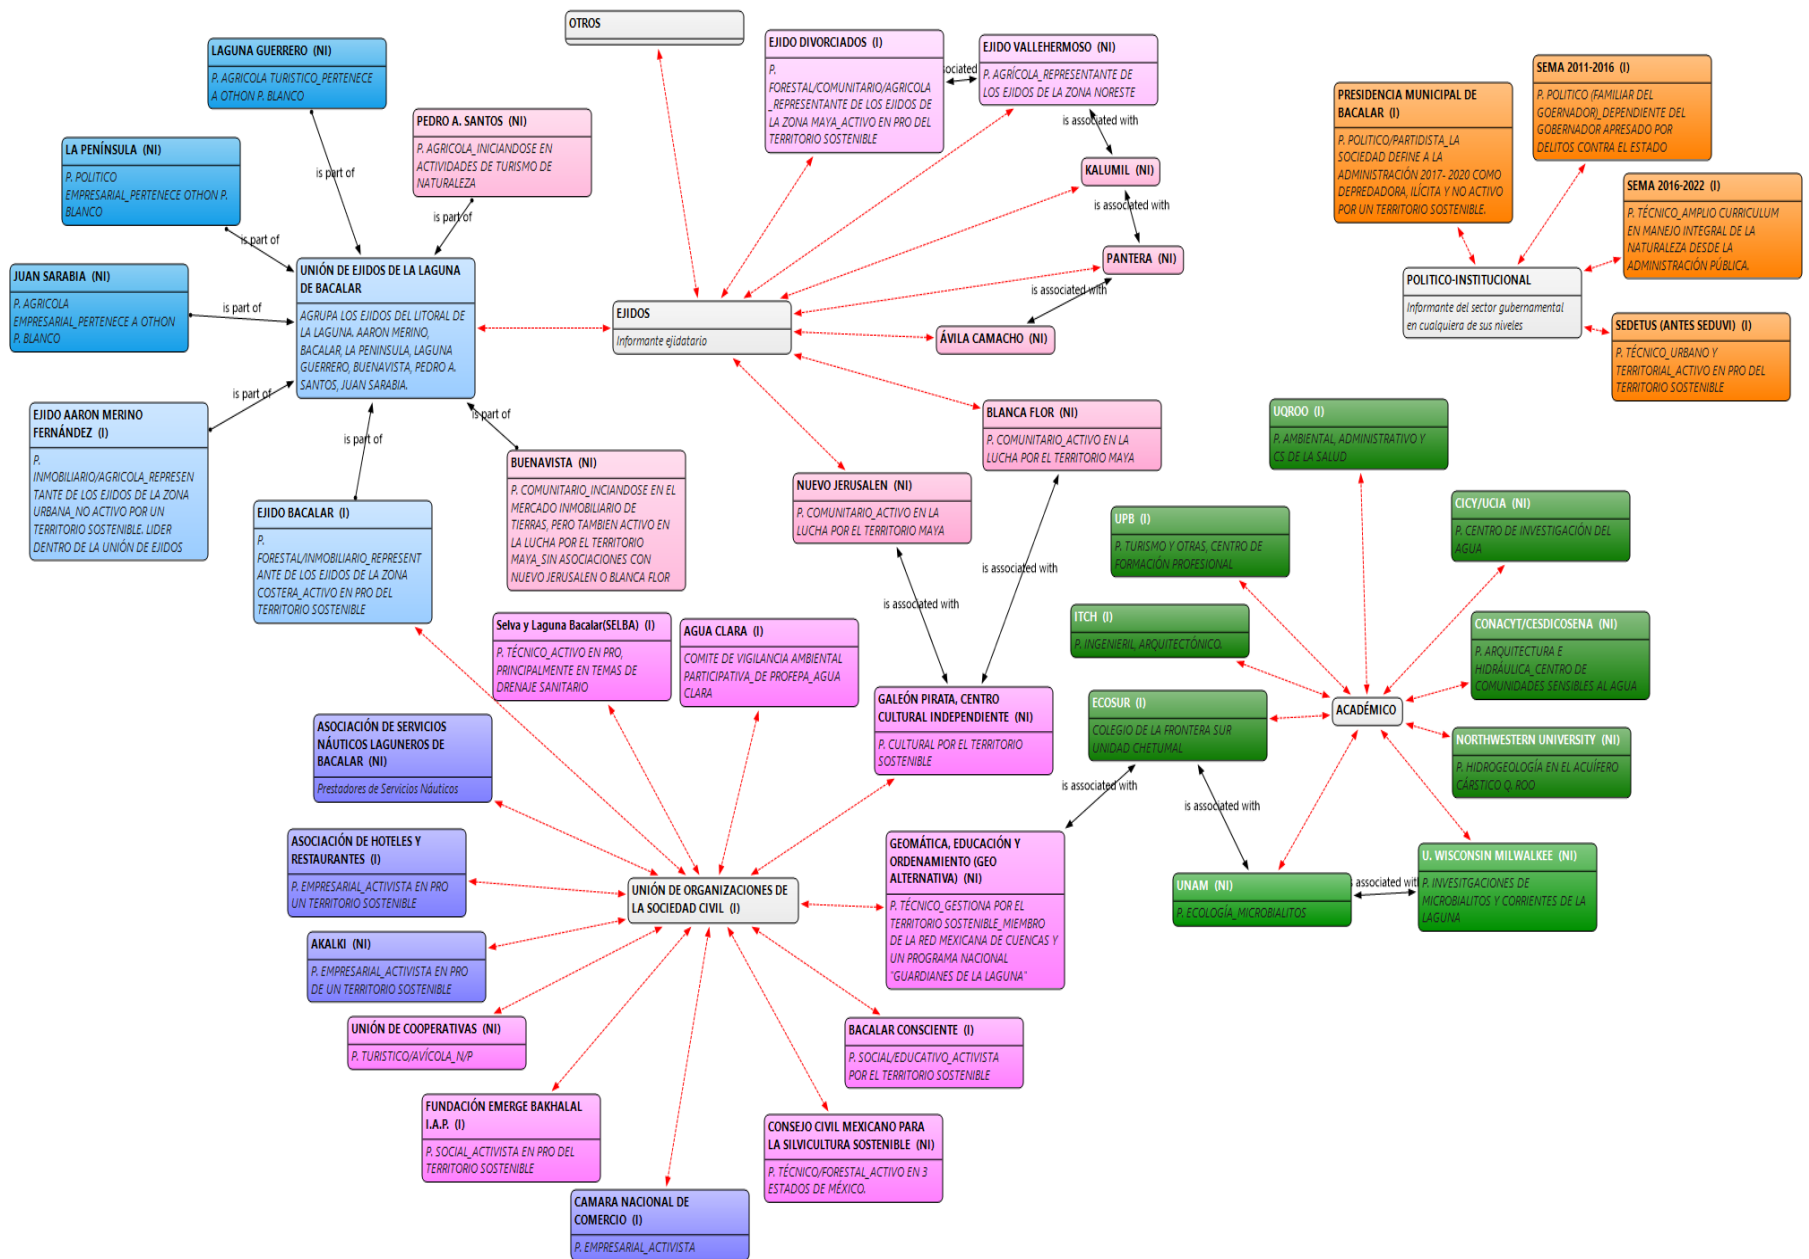 OTROS
LAGUNA GUERRERO (NI)
P. AGRICOLA TURISTICO_PERTENECE
A OTHON P. BLANCO
EJIDO DIVORCIADOS (I)
P.
FORESTAL/COMUNITARIO/AGRICOLA
_REPRESENTANTE DE LOS EJIDOS DE
LA ZONA MAYA_ACTIVO EN PRO DEL
TERRITORIO SOSTENIBLE
sociated
EJIDO VALLEHERMOSO (NI)
P. AGRÍCOLA_REPRESENTANTE DE
LOS EJIDOS DE LA ZONA NORESTE
is associated with
SEMA 2011-2016 (I)
P. POLITICO (FAMILIAR DEL
GOERNADOR)_DEPENDIENTE DEL
GOBERNADOR APRESADO POR
DELITOS CONTRA EL ESTADO
PRESIDENCIA MUNICIPAL DE
BACALAR (I)
P. POLITICO/PARTIDISTA_LA
SOCIEDAD DEFINE A LA
ADMINISTRACIÓN 2017- 2020 COMO
DEPREDADORA, ILÍCITA Y NO ACTIVO
POR UN TERRITORIO SOSTENIBLE.
PEDRO A. SANTOS (NI)
P. AGRICOLA_INICIANDOSE EN
ACTIVIDADES DE TURISMO DE
NATURALEZA
LA PENÍNSULA (NI)
P. POLITICO
EMPRESARIAL_PERTENECE OTHON P.
BLANCO
is part of
is part of
is part of
KALUMIL (NI)
is associated with
SEMA 2016-2022 (I)
P. TÉCNICO_AMPLIO CURRICULUM
EN MANEJO INTEGRAL DE LA
NATURALEZA DESDE LA
ADMINISTRACIÓN PÚBLICA.
JUAN SARABIA (NI)
P. AGRICOLA
EMPRESARIAL_PERTENECE A OTHON
P. BLANCO
is part of
UNIÓN DE EJIDOS DE LA LAGUNA
DE BACALAR
AGRUPA LOS EJIDOS DEL LITORAL DE
LA LAGUNA. AARON MERINO,
BACALAR, LA PENINSULA, LAGUNA
GUERRERO, BUENAVISTA, PEDRO A.
SANTOS, JUAN SARABIA.
PANTERA (NI)
is associated with
POLITICO-INSTITUCIONAL
Informante del sector gubernamental
en cualquiera de sus niveles
EJIDOS
Informante ejidatario
ÁVILA CAMACHO (NI)
SEDETUS (ANTES SEDUVI) (I)
P. TÉCNICO_URBANO Y
TERRITORIAL_ACTIVO EN PRO DEL
TERRITORIO SOSTENIBLE
is part of
EJIDO AARON MERINO
FERNÁNDEZ (I)
P.
INMOBILIARIO/AGRICOLA_REPRESEN
TANTE DE LOS EJIDOS DE LA ZONA
URBANA_NO ACTIVO POR UN
TERRITORIO SOSTENIBLE. LIDER
DENTRO DE LA UNIÓN DE EJIDOS
is part of
is part of
BUENAVISTA (NI)
P. COMUNITARIO_INCIANDOSE EN EL
MERCADO INMOBILIARIO DE
TIERRAS, PERO TAMBIEN ACTIVO EN
LA LUCHA POR EL TERRITORIO
MAYA_SIN ASOCIACIONES CON
NUEVO JERUSALEN O BLANCA FLOR
EJIDO BACALAR (I)
P.
FORESTAL/INMOBILIARIO_REPRESENT
ANTE DE LOS EJIDOS DE LA ZONA
COSTERA_ACTIVO EN PRO DEL
TERRITORIO SOSTENIBLE
BLANCA FLOR (NI)
P. COMUNITARIO_ACTIVO EN LA
LUCHA POR EL TERRITORIO MAYA
NUEVO JERUSALEN (NI)
P. COMUNITARIO_ACTIVO EN LA
LUCHA POR EL TERRITORIO MAYA
is associated with
is associated with
UQROO (I)
P. AMBIENTAL, ADMINISTRATIVO Y
CS DE LA SALUD
CICY/UCIA (NI)
P. CENTRO DE INVESTIGACIÓN DEL
AGUA
UPB (I)
P. TURISMO Y OTRAS, CENTRO DE
FORMACIÓN PROFESIONAL
ITCH (I)
P. INGENIERIL, ARQUITECTÓNICO.
CONACYT/CESDICOSENA (NI)
P. ARQUITECTURA E
HIDRÁULICA_CENTRO DE
COMUNIDADES SENSIBLES AL AGUA
Selva y Laguna Bacalar(SELBA) (I)
P. TÉCNICO_ACTIVO EN PRO,
PRINCIPALMENTE EN TEMAS DE
DRENAJE SANITARIO
AGUA CLARA (I)
COMITE DE VIGILANCIA AMBIENTAL
PARTICIPATIVA_DE PROFEPA_AGUA
CLARA
GALEÓN PIRATA, CENTRO
CULTURAL INDEPENDIENTE (NI)
P. CULTURAL POR EL TERRITORIO
SOSTENIBLE
ECOSUR (I)
COLEGIO DE LA FRONTERA SUR
UNIDAD CHETUMAL
ACADÉMICO
ASOCIACIÓN DE SERVICIOS
NÁUTICOS LAGUNEROS DE
BACALAR (NI)
Prestadores de Servicios Náuticos
NORTHWESTERN UNIVERSITY (NI)
P. HIDROGEOLOGÍA EN EL ACUÍFERO
CÁRSTICO Q. ROO
is associated with
is associated with
ASOCIACIÓN DE HOTELES Y
RESTAURANTES (I)
P. EMPRESARIAL_ACTIVISTA EN PRO
UN TERRITORIO SOSTENIBLE
UNIÓN DE ORGANIZACIONES DE
LA SOCIEDAD CIVIL (I)
GEOMÁTICA, EDUCACIÓN Y
ORDENAMIENTO (GEO
ALTERNATIVA) (NI)
P. TÉCNICO_GESTIONA POR EL
TERRITORIO SOSTENIBLE_MIEMBRO
DE LA RED MEXICANA DE CUENCAS Y
UN PROGRAMA NACIONAL
"GUARDIANES DE LA LAGUNA"
UNAM (NI)
P. ECOLOGÍA_MICROBIALITOS
s associated with
U. WISCONSIN MILWALKEE (NI)
P. INVESITGACIONES DE
MICROBIALITOS Y CORRIENTES DE LA
LAGUNA
AKALKI (NI)
P. EMPRESARIAL_ACTIVISTA EN PRO
DE UN TERRITORIO SOSTENIBLE
UNIÓN DE COOPERATIVAS (NI)
P. TURISTICO/AVÍCOLA_N/P
BACALAR CONSCIENTE (I)
P. SOCIAL/EDUCATIVO_ACTIVISTA
POR EL TERRITORIO SOSTENIBLE
FUNDACIÓN EMERGE BAKHALAL
I.A.P. (I)
P. SOCIAL_ACTIVISTA EN PRO DEL
TERRITORIO SOSTENIBLE
CONSEJO CIVIL MEXICANO PARA
LA SILVICULTURA SOSTENIBLE (NI)
P. TÉCNICO/FORESTAL_ACTIVO EN 3
ESTADOS DE MÉXICO.
CAMARA NACIONAL DE
COMERCIO (I)
P. EMPRESARIAL_ACTIVISTA